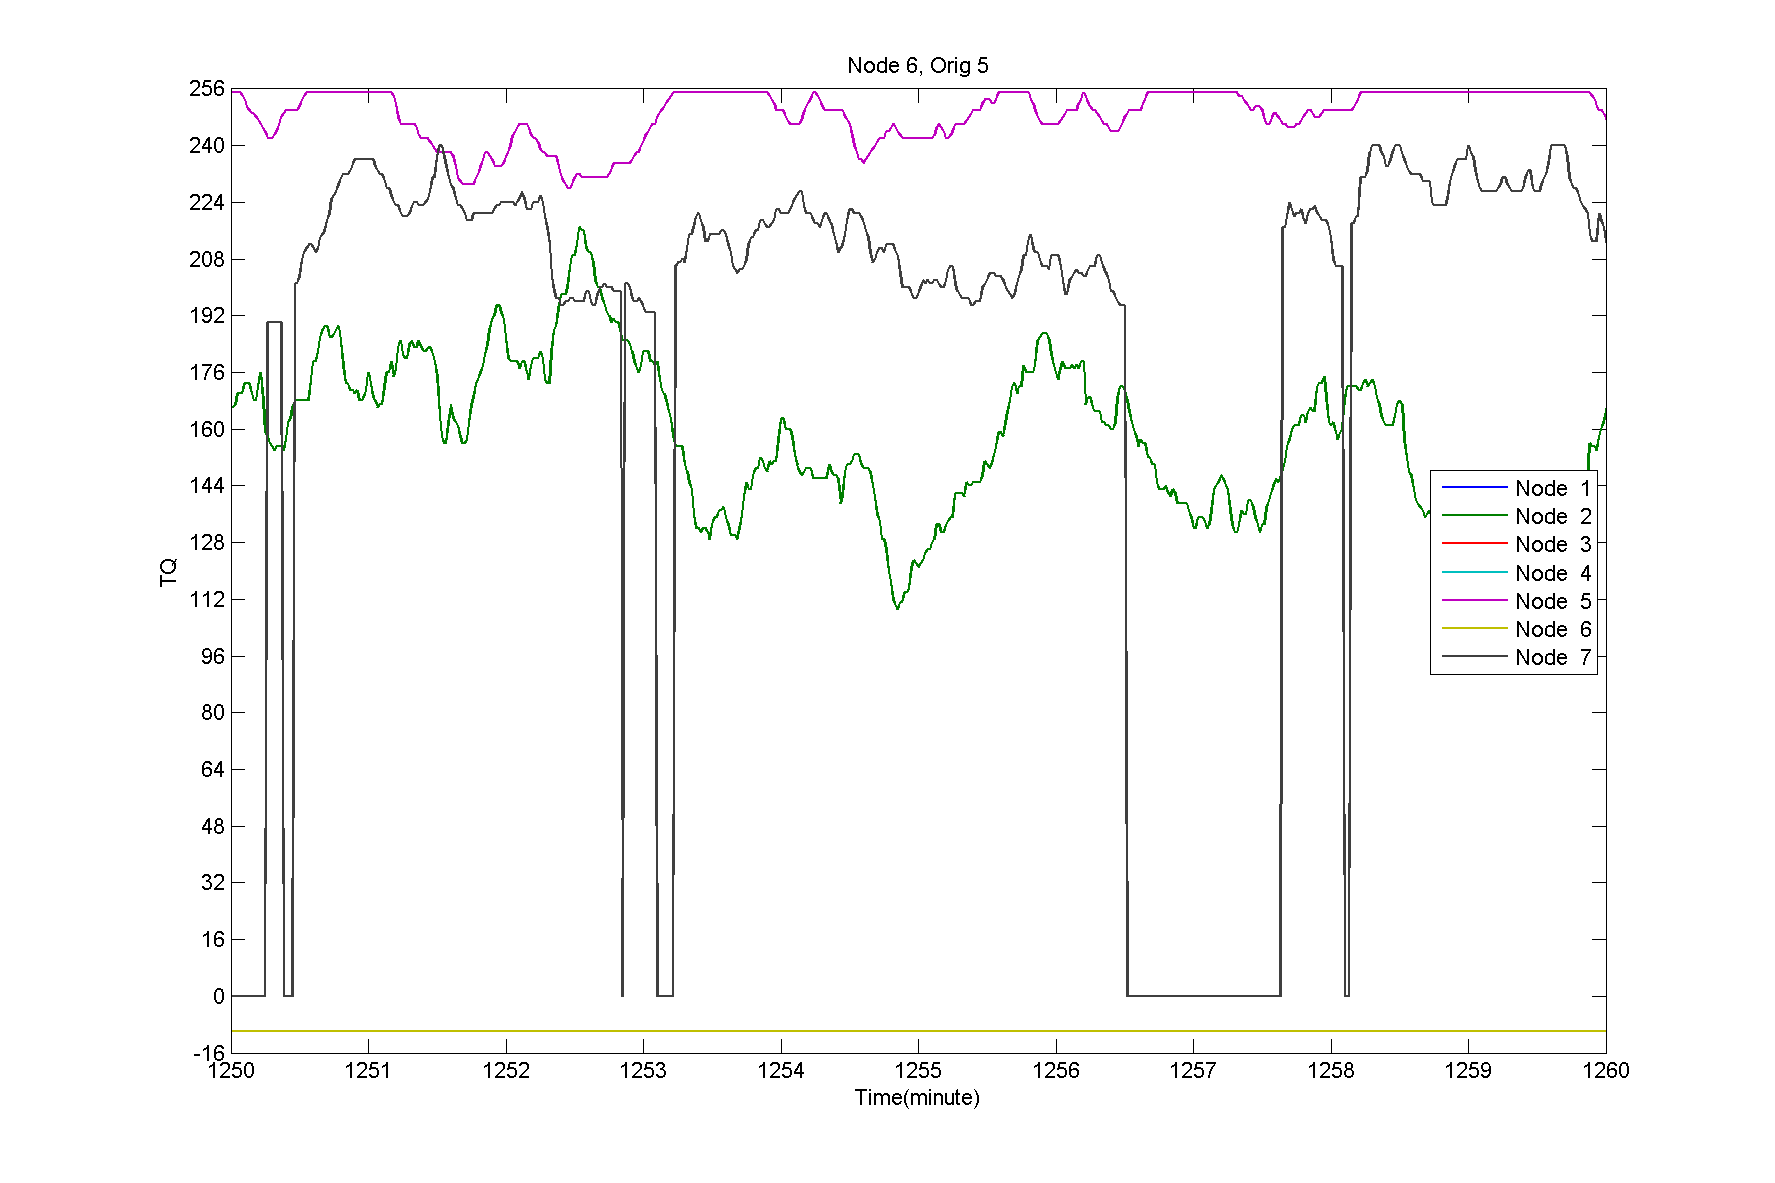 Node 6, Orig 5
256
240
224
208
192
176
160
144
128
112
96
80
64
48
32
16
0
-16
TQ
Node 1
Node 2
Node 3
Node 4
Node 5
Node 6
Node 7
1250 1251 1252 1253 1254 1255 1256 1257 1258 1259 1260
Time(minute)